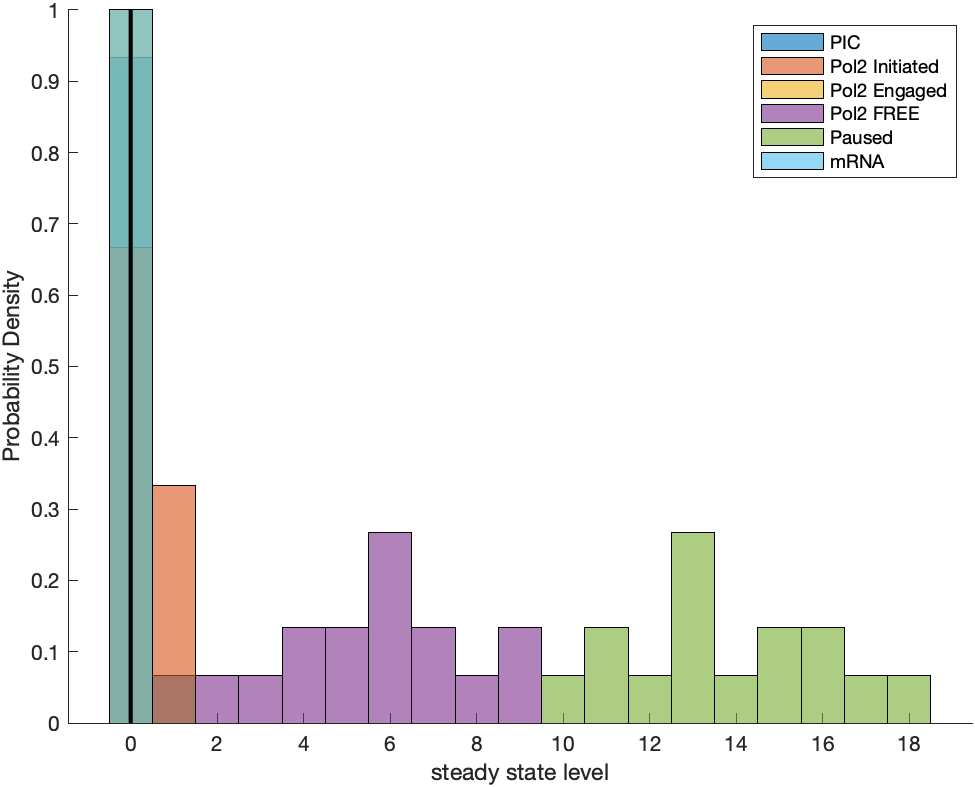 1
0.9
0.8
0.7
0.6
0.5
0.4
0.3
0.2
0.1
0
Probability Density
PIC
Pol2 Initiated
Pol2 Engaged
Pol2 FREE
Paused
mRNA
0 2 4 6 8 10 12 14 16 18
steady state level